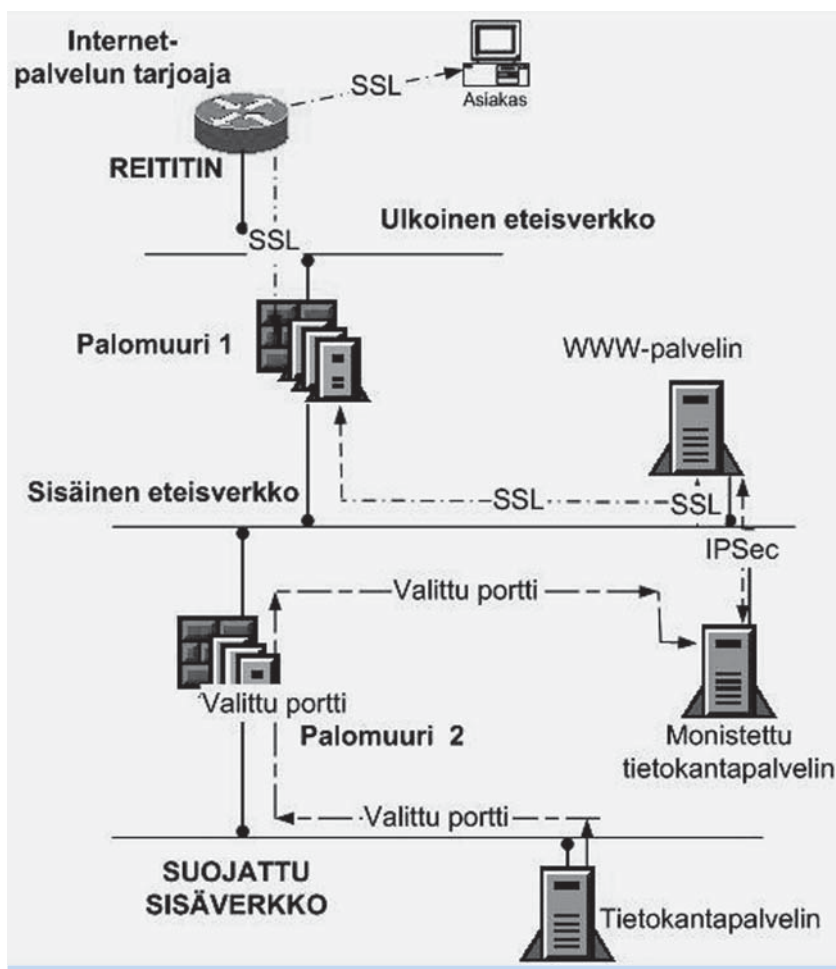 Internet-
palvelun tarjoaja
SSL
Asiakas
REITITIN
Ulkoinen eteisverkko
SSL
Palomuuri 1
WWW-palvelin
Sisäinen eteisverkko
SSL
SSL
IPSec
Valittu portti
Valittu portti
Palomuuri 2
Monistettu
tietokantapalvelin
Valittu portti
SUOJATTU
SISÄVERKKO
Tietokantapalvelin